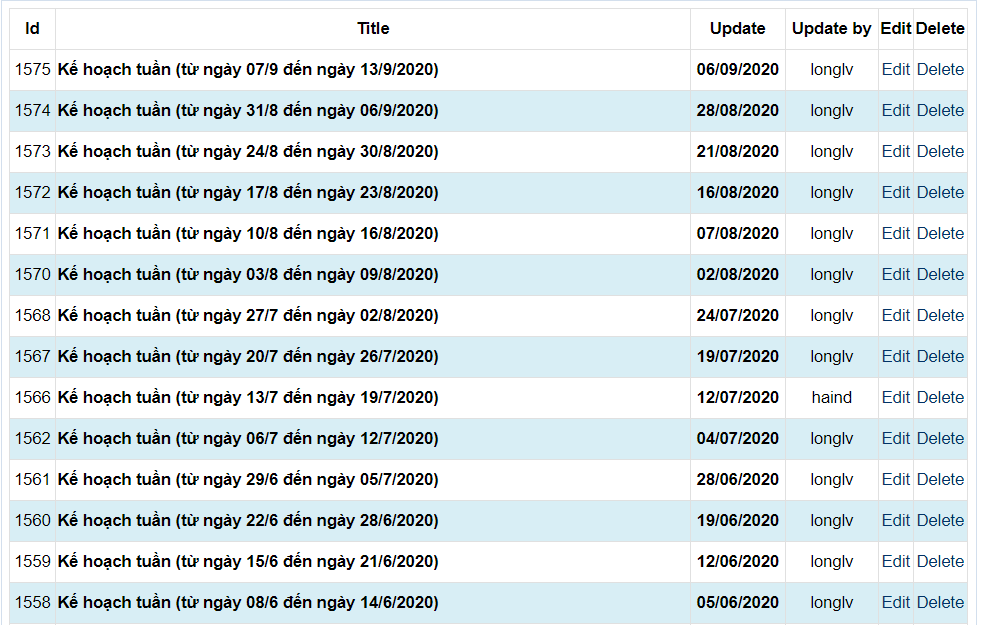 Id Title Update Update by Edit Delete
1575 Kế hoạch tuần (từ ngày 07/9 đến ngày 13/9/2020) 06/09/2020 longlv Edit Delete
1574 Kế hoạch tuần (từ ngày 31/8 đến ngày 06/9/2020) 28/08/2020 longlv Edit Delete
1573 Kế hoạch tuần (từ ngày 24/8 đến ngày 30/8/2020) 21/08/2020 longlv Edit Delete
1572 Kế hoạch tuần (từ ngày 17/8 đến ngày 23/8/2020) 16/08/2020 longlv Edit Delete
1571 Kế hoạch tuần (từ ngày 10/8 đến ngày 16/8/2020) 07/08/2020 longlv Edit Delete
1570 Kế hoạch tuần (từ ngày 03/8 đến ngày 09/8/2020) 02/08/2020 longlv Edit Delete
1568 Kế hoạch tuần (từ ngày 27/7 đến ngày 02/8/2020) 24/07/2020 longlv Edit Delete
1567 Kế hoạch tuần (từ ngày 20/7 đến ngày 26/7/2020) 19/07/2020 longlv Edit Delete
1566 Kế hoạch tuần (từ ngày 13/7 đến ngày 19/7/2020) 12/07/2020 haind Edit Delete
1562 Kế hoạch tuần (từ ngày 06/7 đến ngày 12/7/2020) 04/07/2020 longlv Edit Delete
1561 Kế hoạch tuần (từ ngày 29/6 đến ngày 05/7/2020) 28/06/2020 longlv Edit Delete
1560 Kế hoạch tuần (từ ngày 22/6 đến ngày 28/6/2020) 19/06/2020 longlv Edit Delete
1559 Kế hoạch tuần (từ ngày 15/6 đến ngày 21/6/2020) 12/06/2020 longlv Edit Delete
1558 Kế hoạch tuần (từ ngày 08/6 đến ngày 14/6/2020) 05/06/2020 longlv Edit Delete